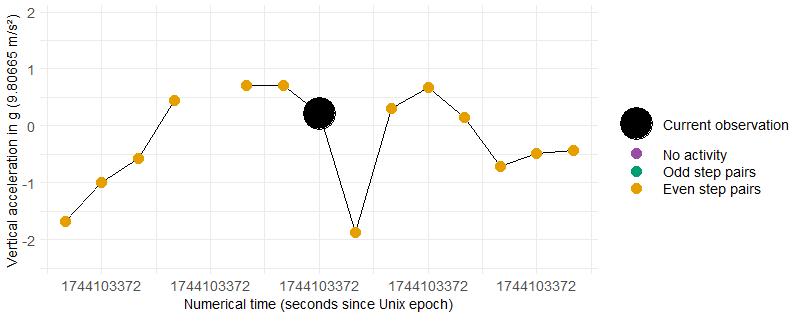 Vertical acceleration in g (9.80665 m/s²)
2
1
0
-1
-2
1744103372 1744103372 1744103372 1744103372 1744103372
Numerical time (seconds since Unix epoch)
Current observation
No activity
Odd step pairs
Even step pairs